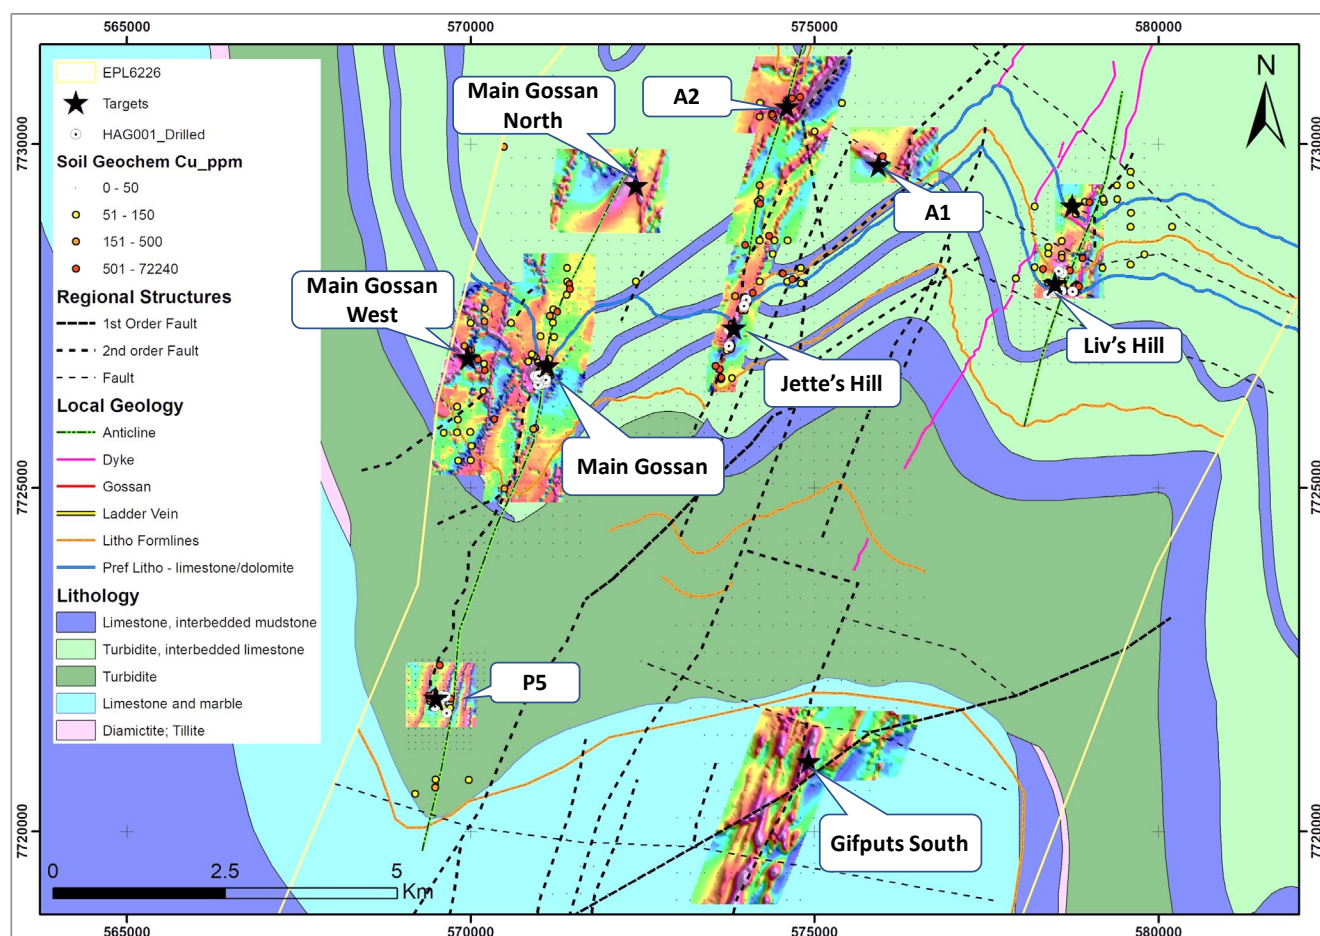 565000
570000
575000
580000
7730000
7725000
7720000
7730000
7725000
7720000
565000
570000
575000
580000
N
EPL6226
Targets
HAG001_Drilled
Soil Geochem Cu_ppm
0 - 50
51 - 150
151 - 500
501 - 72240
Regional Structures
1st Order Fault
2nd order Fault
Fault
Local Geology
Anticline
Dyke
Gossan
Ladder Vein
Litho Formlines
Pref Litho - limestone/dolomite
Lithology
Limestone, interbedded mudstone
Turbidite, interbedded limestone
Turbidite
Limestone and marble
Diamictite; Tillite
Main Gossan
North
A2
A1
Main Gossan
West
Liv's Hill
Jette's Hill
Main Gossan
P5
Gifputs South
0
2.5
5
Km